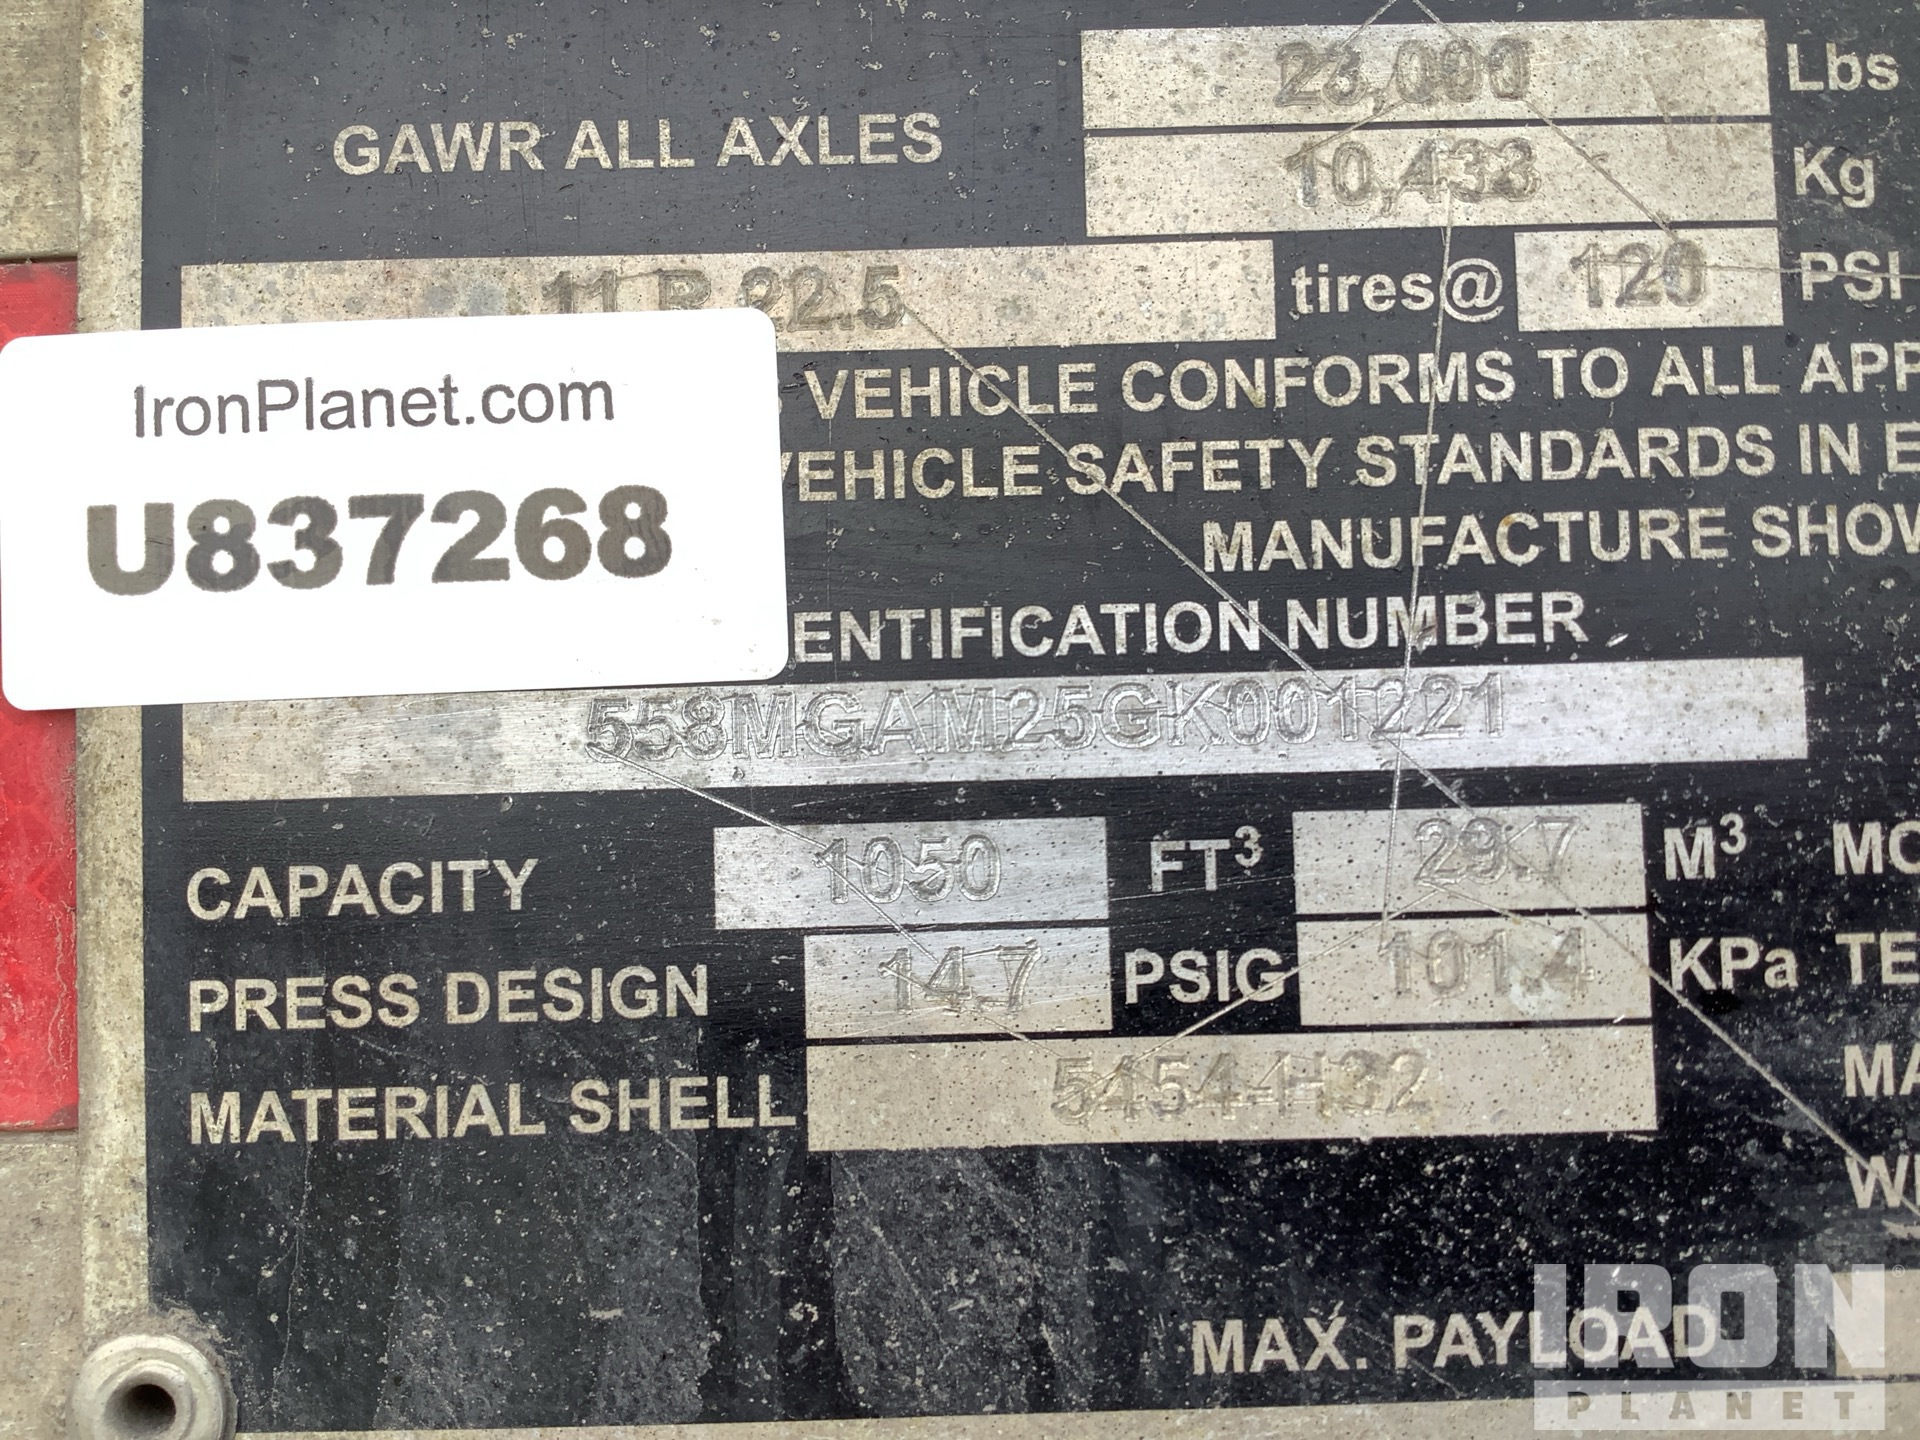 23,000 Lbs
GAWR ALL AXLES
10,433 Kg
11 R 22.5 tires@ 120 PSI
VEHICLE CONFORMS TO ALL APP
VEHICLE SAFETY STANDARDS IN E
MANUFACTURE SHOW
ENTIFICATION NUMBER
IronPlanet.com
U837268
558MGAM25GK001221
CAPACITY 1050 FT³ 29.7 M³ MO
PRESS DESIGN 14.7 PSIG 101.4 KPa TE
MATERIAL SHELL 5454-H32 MA
WE
MAX. PAYLOAD
IRON ®
PLANET